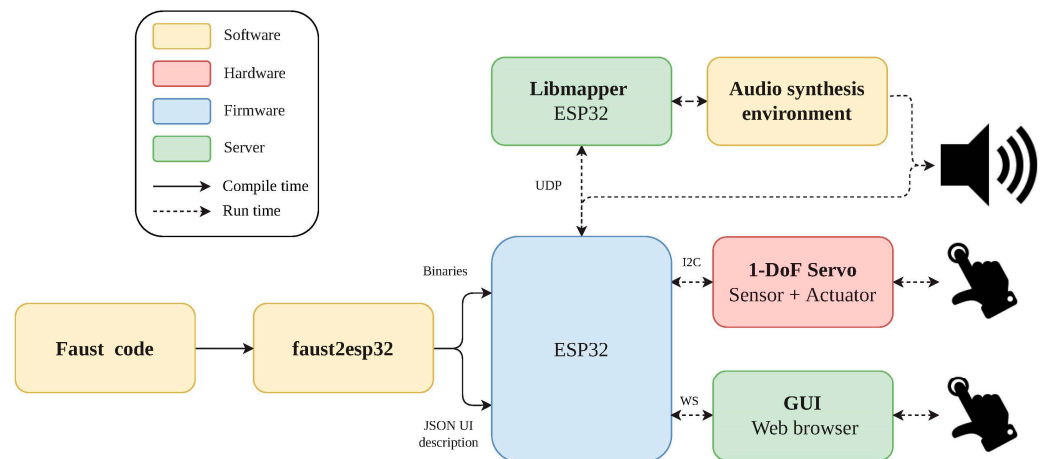 Software
Hardware
Firmware
Server
Compile time
Run time
Libmapper
ESP32
Audio synthesis
environment
UDP
Binaries
I2C
1-DoF Servo
Sensor + Actuator
Faust code
faust2esp32
ESP32
JSON UI
description
WS
GUI
Web browser